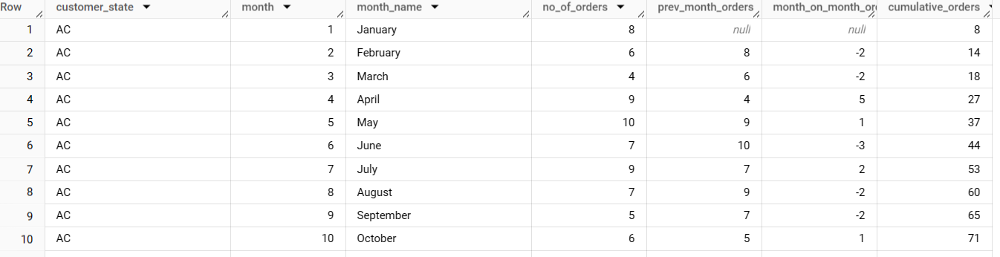 Row customer_state month month_name no_of_orders prev_month_orders month_on_month_or cumulative_orders
1 AC 1 January 8 null null 8
2 AC 2 February 6 8 -2 14
3 AC 3 March 4 6 -2 18
4 AC 4 April 9 4 5 27
5 AC 5 May 10 9 1 37
6 AC 6 June 7 10 -3 44
7 AC 7 July 9 7 2 53
8 AC 8 August 7 9 -2 60
9 AC 9 September 5 7 -2 65
10 AC 10 October 6 5 1 71